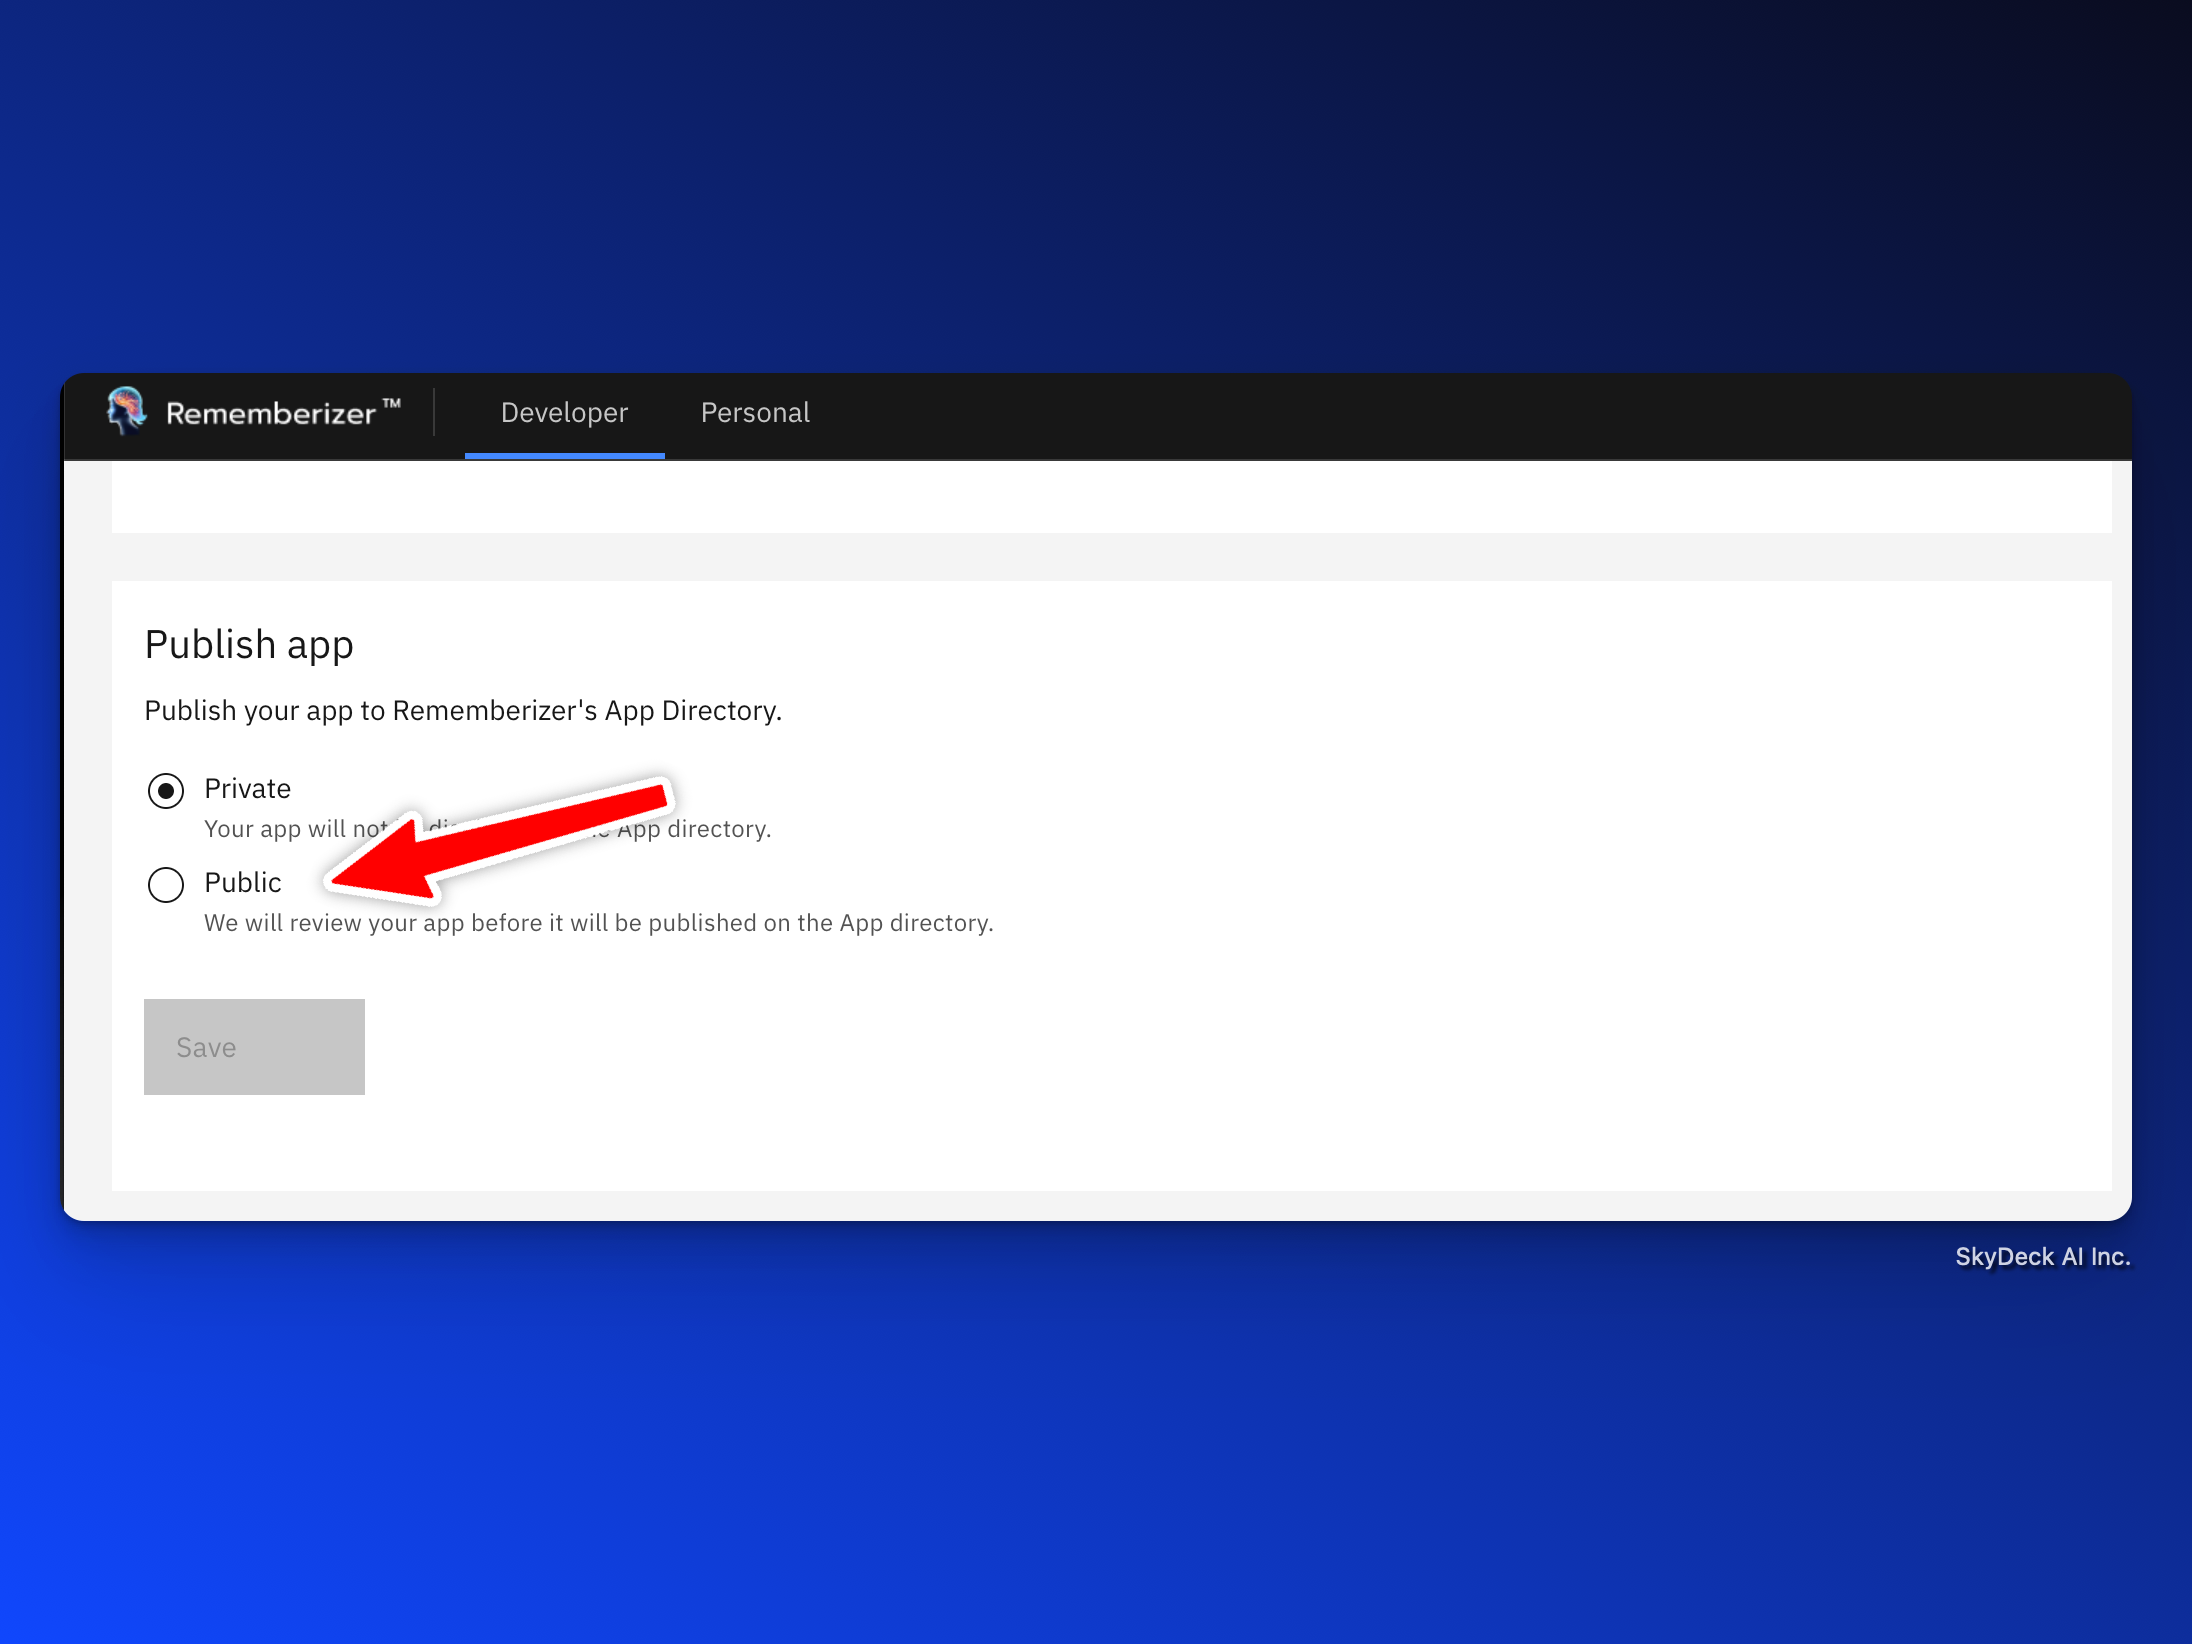 Rememberizer™
Developer
Personal
Publish app
Publish your app to Rememberizer's App Directory.
Private
Your app will not App directory.
Public
We will review your app before it will be published on the App directory.
Save
SkyDeck AI Inc.